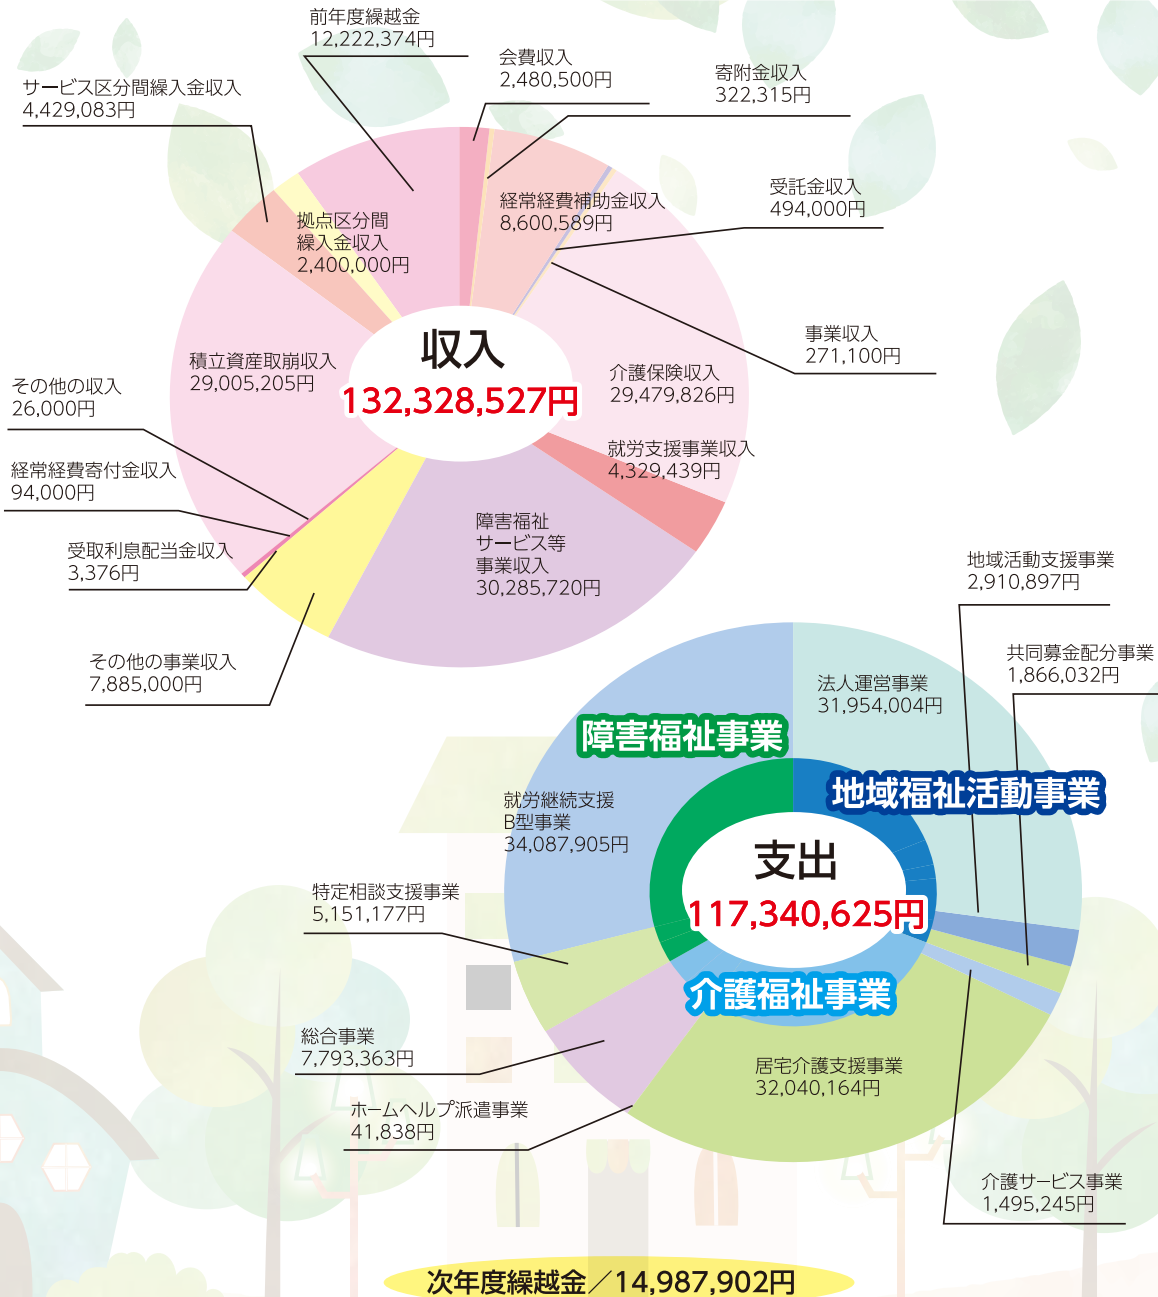 前年度繰越金
12,222,374円
会費収入
2,480,500円
寄附金収入
322,315円
サービス区分間繰入金収入
4,429,083円
経常経費補助金収入
8,600,589円
受託金収入
494,000円
拠点区分間
繰入金収入
2,400,000円
事業収入
271,100円
収入
132,328,527円
積立資産取崩収入
29,005,205円
介護保険収入
29,479,826円
その他の収入
26,000円
就労支援事業収入
4,329,439円
経常経費寄付金収入
94,000円
障害福祉
サービス等
事業収入
30,285,720円
受取利息配当金収入
3,376円
その他の事業収入
7,885,000円
地域活動支援事業
2,910,897円
共同募金配分事業
1,866,032円
法人運営事業
31,954,004円
障害福祉事業
地域福祉活動事業
就労継続支援
B型事業
34,087,905円
支出
117,340,625円
特定相談支援事業
5,151,177円
介護福祉事業
総合事業
7,793,363円
居宅介護支援事業
32,040,164円
ホームヘルプ派遣事業
41,838円
介護サービス事業
1,495,245円
次年度繰越金／14,987,902円